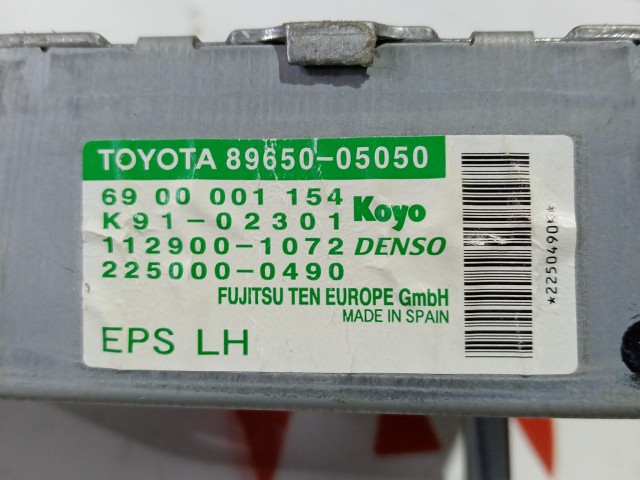 TOYOTA 89650-05050
69 00 001 154
K91-02301 Koyo
112900-1072 DENSO
225000-0490
FUJITSU TEN EUROPE GmbH
MADE IN SPAIN
EPS LH
*2250490K*